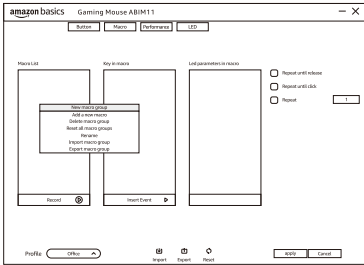 amazon basics Gaming Mouse ABIM11
Button Macro Performance LED
Macro List Key in macro Led parameters in macro
Repeat until release
Repeat until click
Repeat 1
New macro group
Add a new macro
Delete macro group
Reset all macro groups
Rename
Import macro group
Export macro group
Record Insert Event
Profile Office
Import Export Reset
apply Cancel